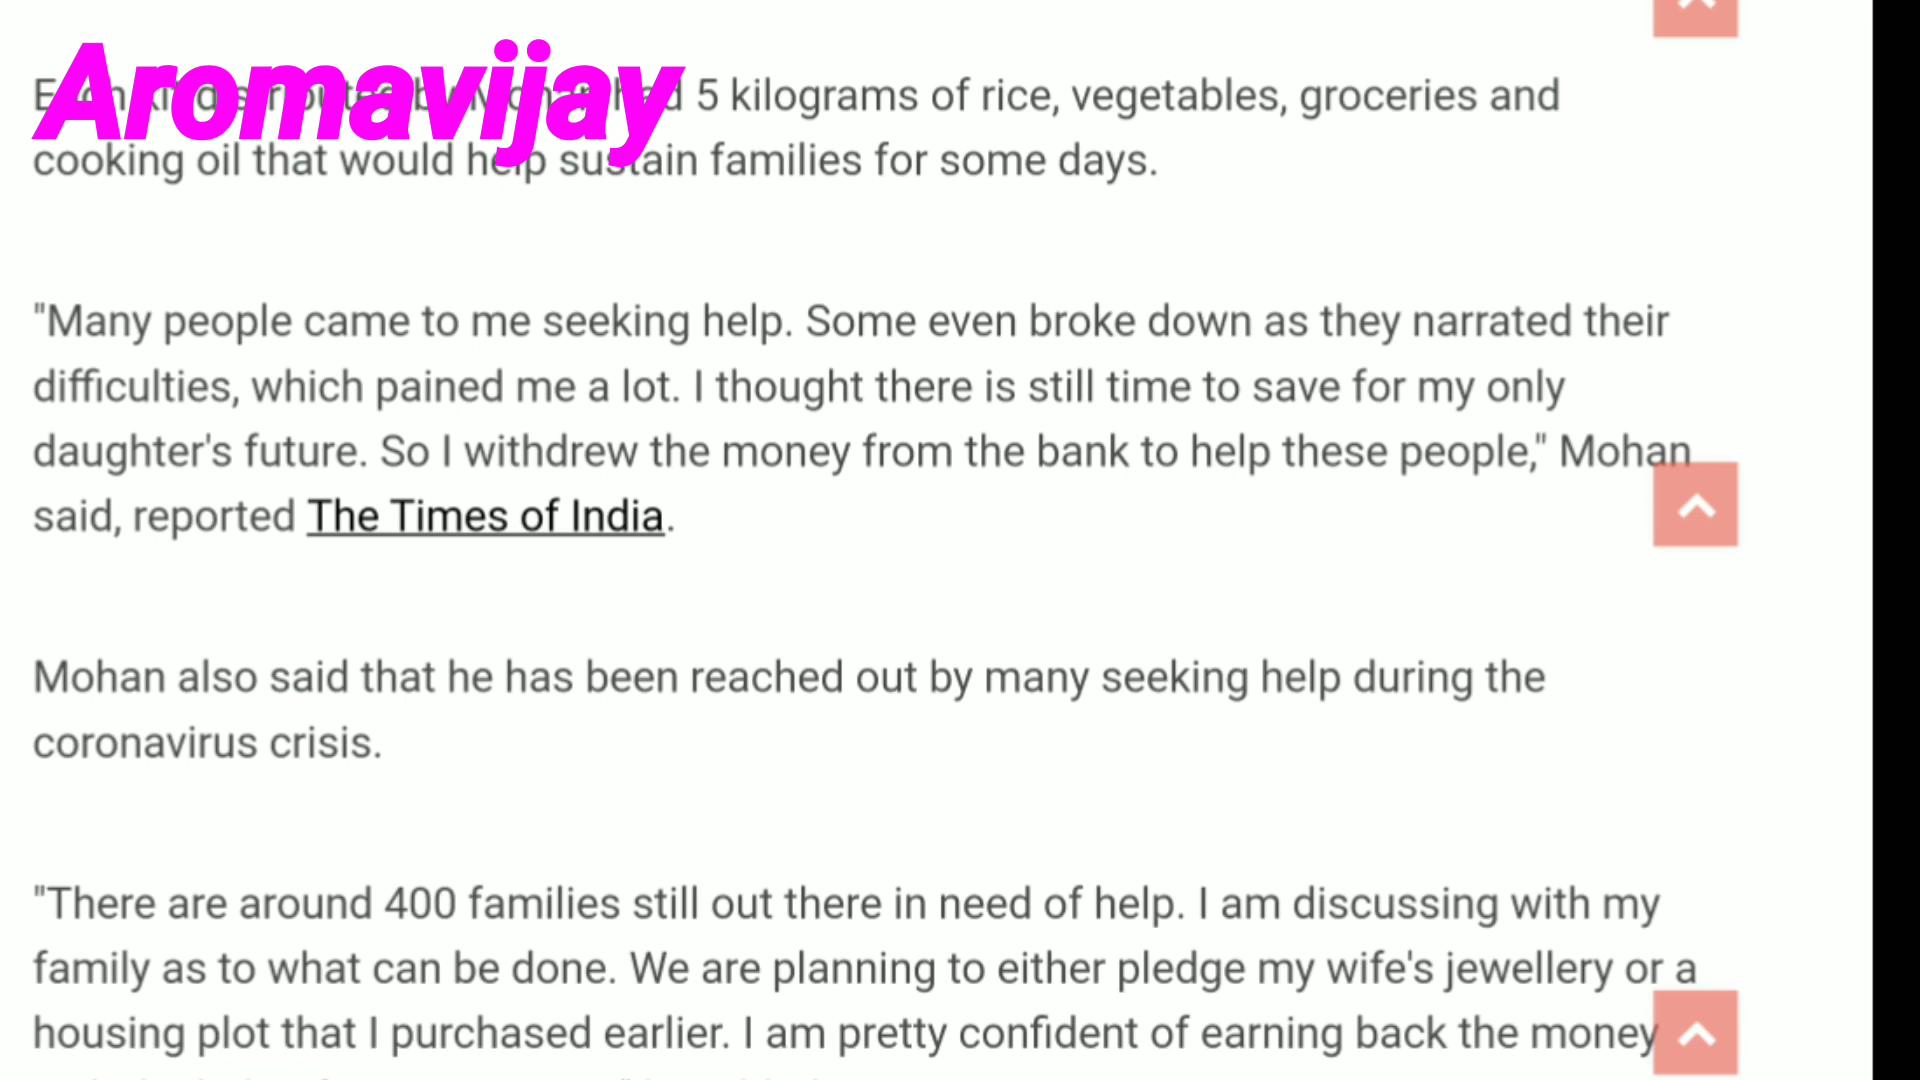 Aromavijay
5 kilograms of rice, vegetables, groceries and
cooking oil that would help sustain families for some days.
"Many people came to me seeking help. Some even broke down as they narrated their
difficulties, which pained me a lot. I thought there is still time to save for my only
daughter's future. So I withdrew the money from the bank to help these people," Mohan
said, reported The Times of India.
Mohan also said that he has been reached out by many seeking help during the
coronavirus crisis.
"There are around 400 families still out there in need of help. I am discussing with my
family as to what can be done. We are planning to either pledge my wife's jewellery or a
housing plot that I purchased earlier. I am pretty confident of earning back the money